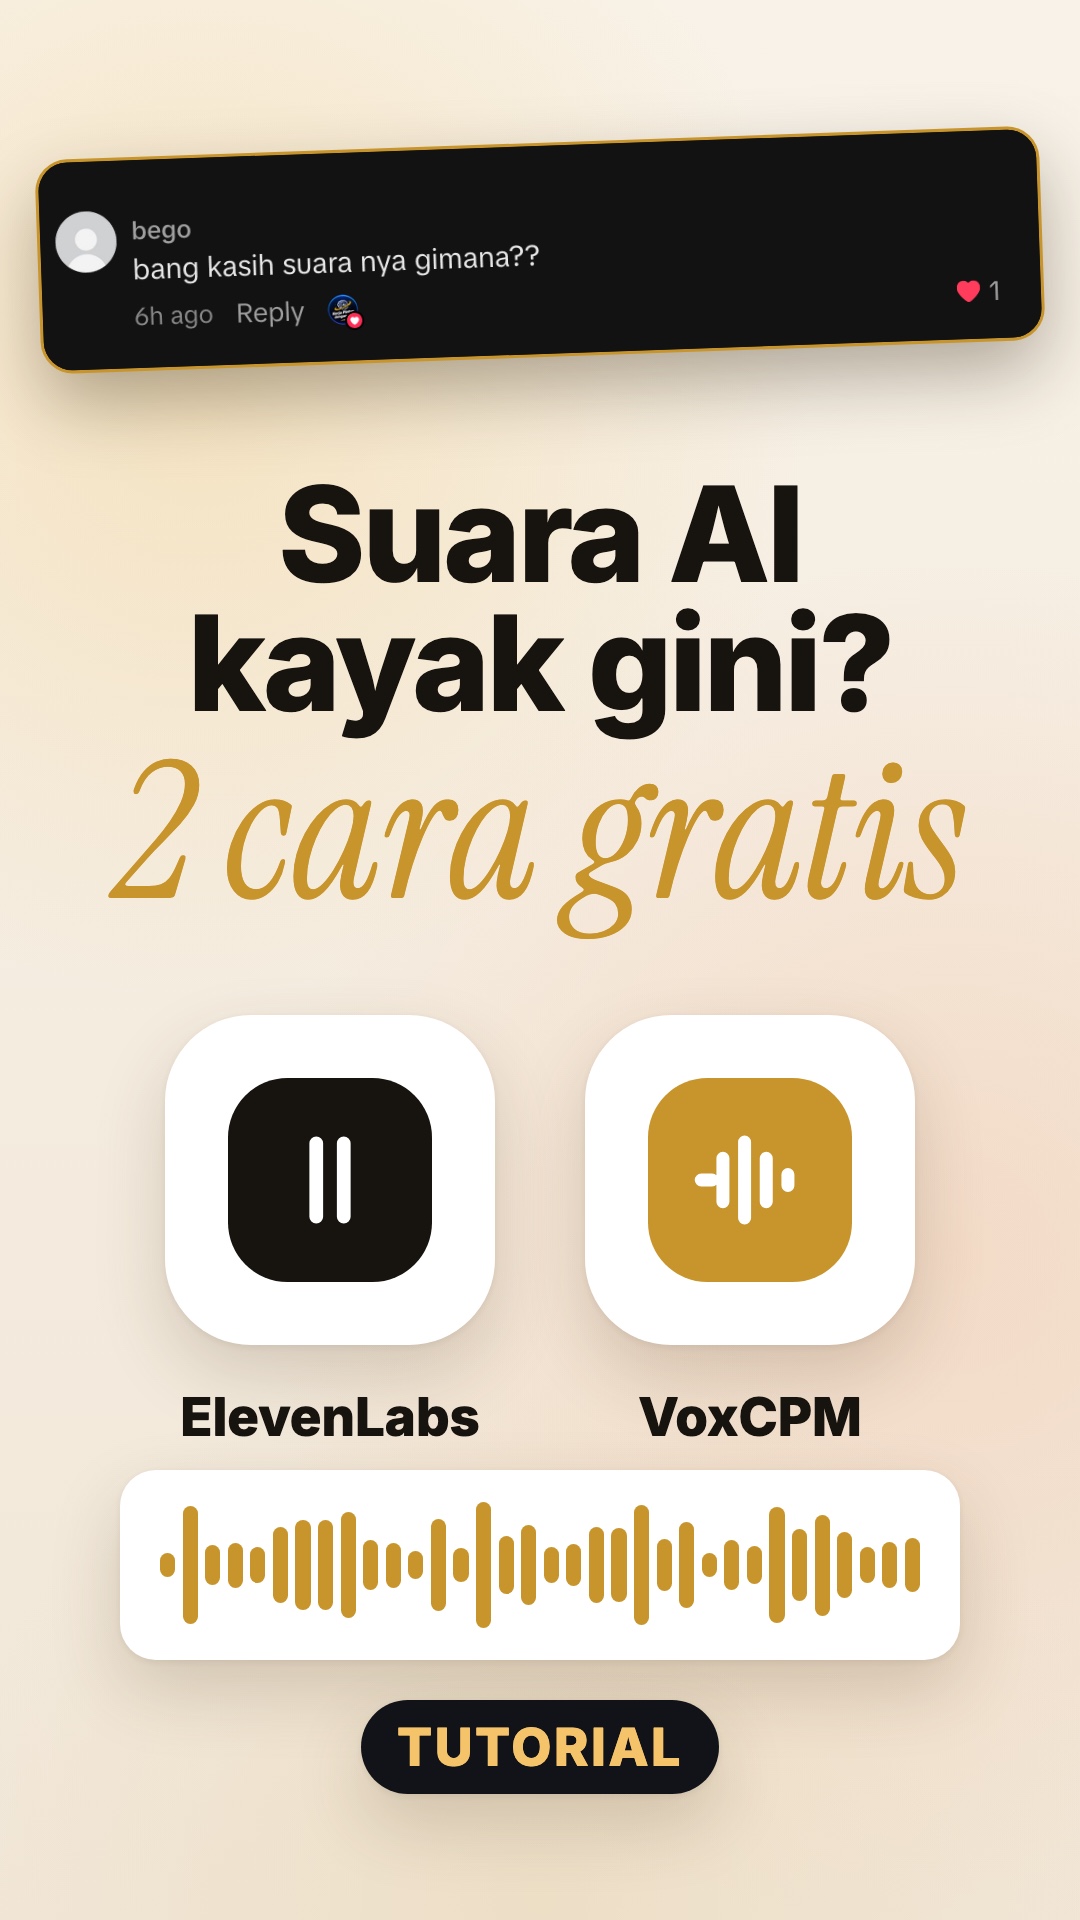 bego
bang kasih suara nya gimana??
6h ago Reply
1
Suara AI
kayak gini?
2 cara gratis
ElevenLabs
VoxCPM
TUTORIAL